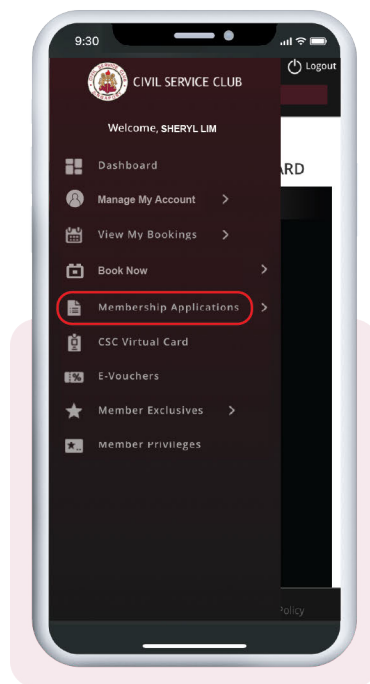 9:30
CIVIL SERVICE CLUB
Logout
Welcome, SHERYL LIM
Dashboard
ARD
Manage My Account
View My Bookings
Book Now
Membership Applications
CSC Virtual Card
E-Vouchers
Member Exclusives
Member Privileges
Policy